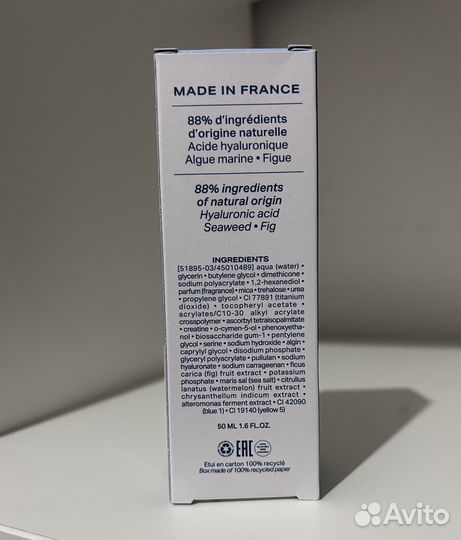 MADE IN FRANCE
88% d'ingrédients
d'origine naturelle
Acide hyaluronique
Algue marine • Figue
88% ingredients
of natural origin
Hyaluronic acid
Seaweed • Fig
INGREDIENTS
[51895-03/45010489] aqua (water) •
glycerin • butylene glycol • dimethicone •
sodium polyacrylate • 1,2-hexanediol •
parfum (fragrance) • mica • trehalose • urea
• propylene glycol • CI 77891 (titanium
dioxide) • tocopheryl acetate •
acrylates/C10-30 alkyl acrylate
crosspolymer • ascorbyl tetraisopalmitate
• creatine • o-cymen-5-ol • phenoxyetha-
nol • biosaccharide gum-1 • pentylene
glycol • serine • sodium hydroxide • algin •
caprylyl glycol • disodium phosphate •
glyceryl polyacrylate • pullulan • sodium
hyaluronate • sodium carrageenan • ficus
carica (fig) fruit extract • potassium
phosphate • maris sal (sea salt) • citrullus
lanatus (watermelon) fruit extract •
chrysanthellum indicum extract •
alteromonas ferment extract • CI 42090
(blue 1) • CI 19140 (yellow 5)
50 ML 1.6 FL.OZ.
EAC
Etui en carton 100% recyclé
Box made of 100% recycled paper
Avito